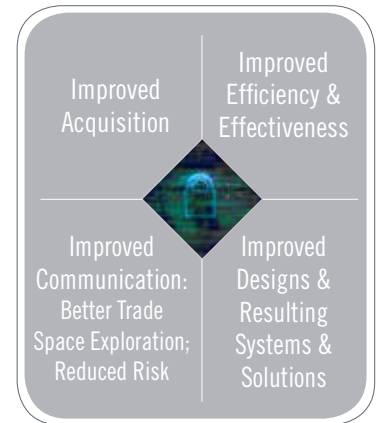 Improved
Acquisition
Improved
Efficiency &
Effectiveness
Improved
Communication:
Better Trade
Space Exploration;
Reduced Risk
Improved
Designs &
Resulting
Systems &
Solutions